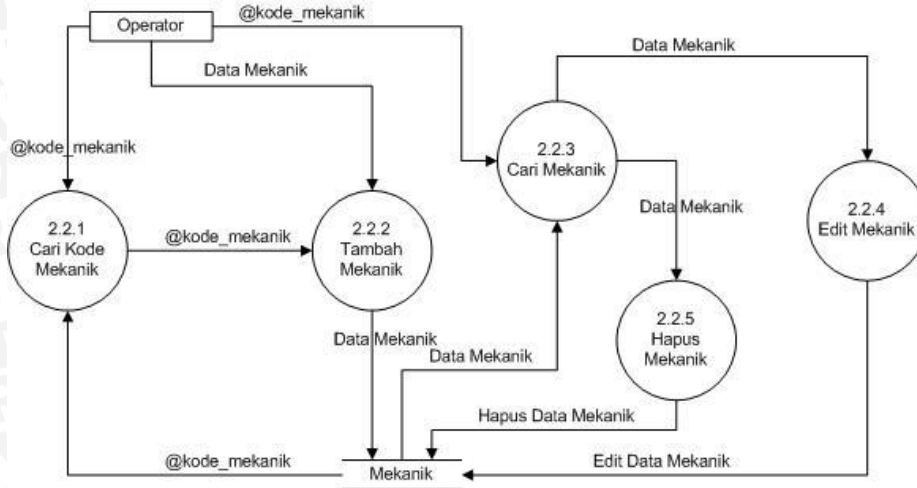 @kode_mekanik
Operator
Data Mekanik
Data Mekanik
@kode_mekanik
2.2.3
Cari Mekanik
2.2.1
Cari Kode
Mekanik
@kode_mekanik
2.2.2
Tambah
Mekanik
Data Mekanik
2.2.4
Edit Mekanik
2.2.5
Hapus
Mekanik
Data Mekanik
Data Mekanik
Hapus Data Mekanik
@kode_mekanik
Mekanik
Edit Data Mekanik